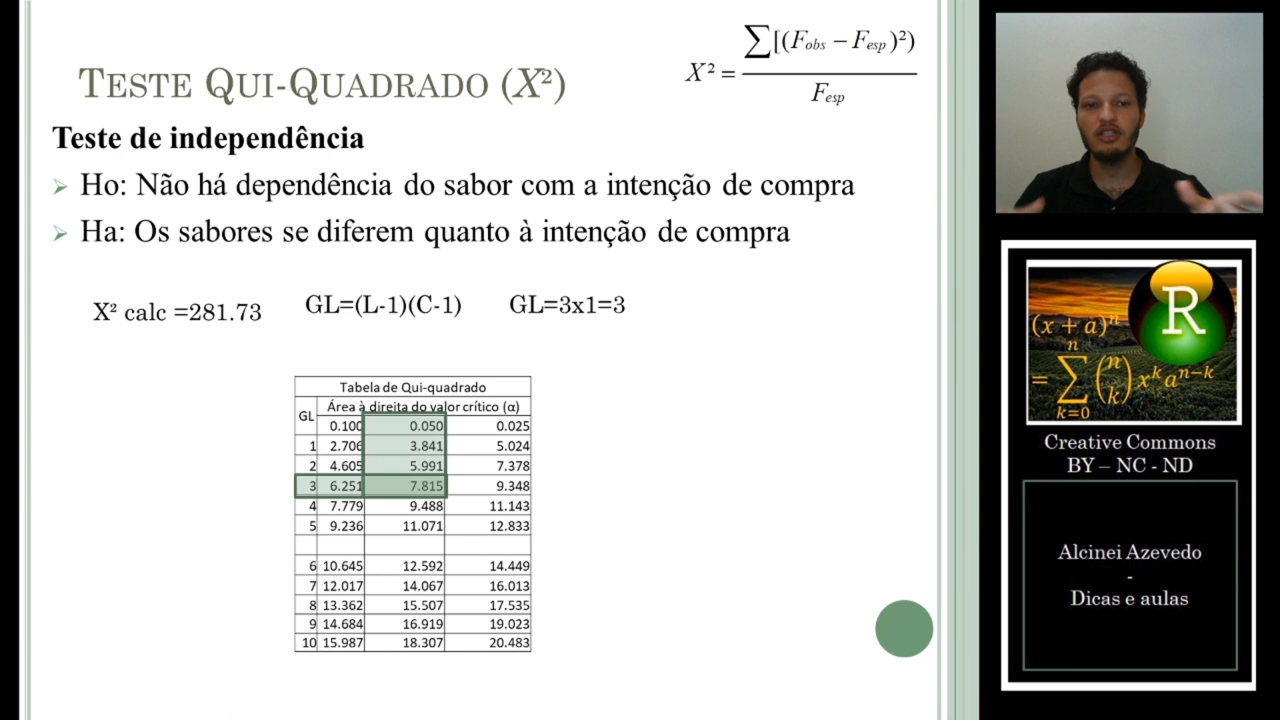 TESTE QUI-QUADRADO (X²)
X² = ∑[(Fobs − Fesp)²) / Fesp
Teste de independência
Ho: Não há dependência do sabor com a intenção de compra
Ha: Os sabores se diferem quanto à intenção de compra
X² calc =281.73 GL=(L-1)(C-1) GL=3x1=3
Tabela de Qui-quadrado
GL Área à direita do valor crítico (α)
0.100 0.050 0.025
1 2.706 3.841 5.024
2 4.605 5.991 7.378
3 6.251 7.815 9.348
4 7.779 9.488 11.143
5 9.236 11.071 12.833
6 10.645 12.592 14.449
7 12.017 14.067 16.013
8 13.362 15.507 17.535
9 14.684 16.919 19.023
10 15.987 18.307 20.483
R
(x + a)ⁿ
= ∑ n k=0 (n k) xᵏaⁿ⁻ᵏ
Creative Commons
BY – NC - ND
Alcinei Azevedo
-
Dicas e aulas